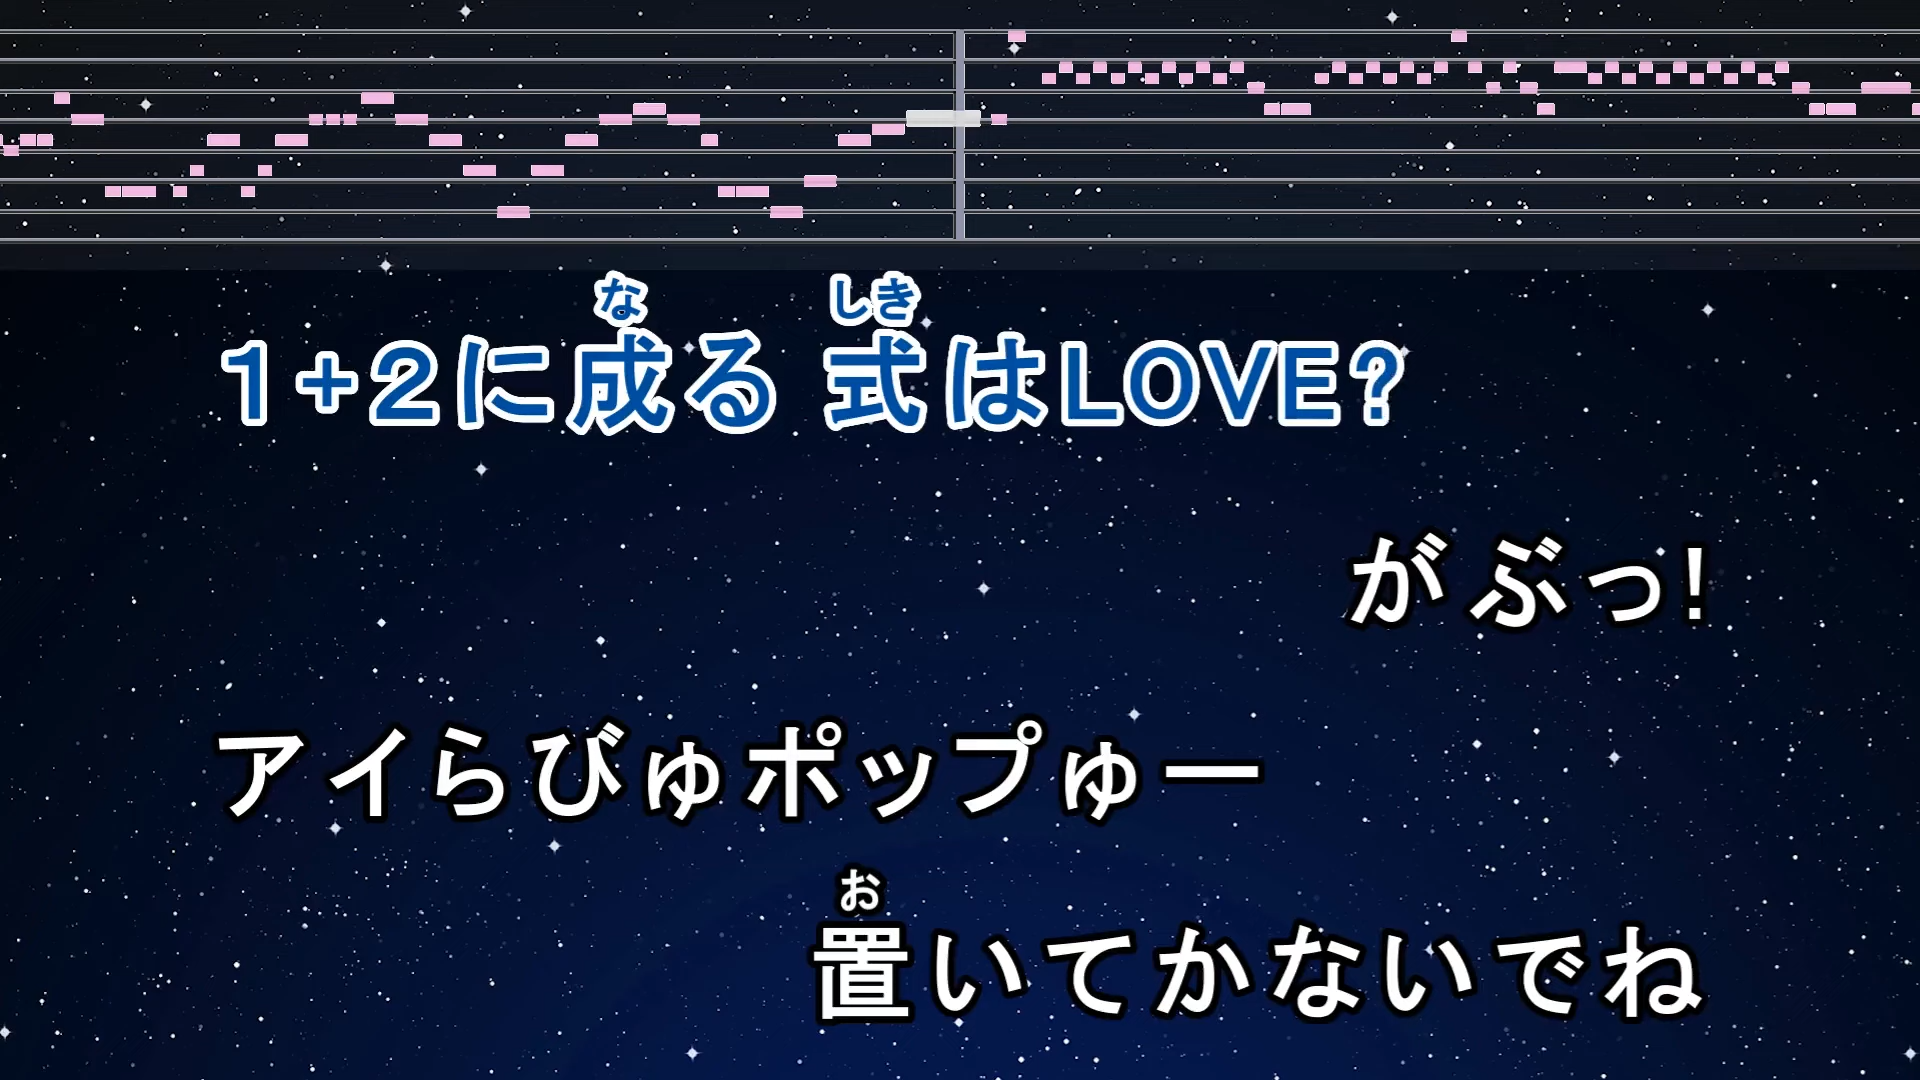 な しき
1+2に成る 式はLOVE?
がぶっ!
アイらびゅポップゅー
お
置いてかないでね